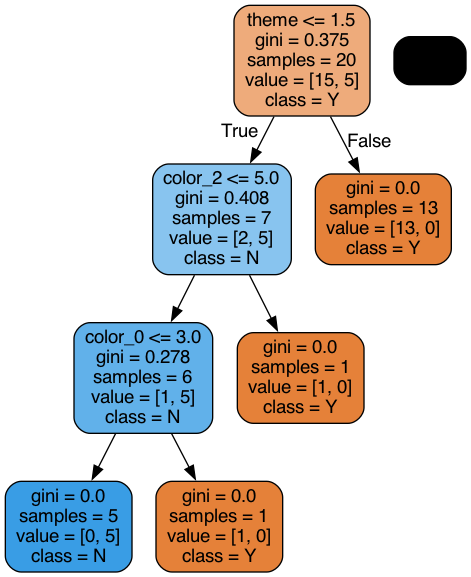 theme <= 1.5
gini = 0.375
samples = 20
value = [15, 5]
class = Y
True
False
color_2 <= 5.0
gini = 0.408
samples = 7
value = [2, 5]
class = N
gini = 0.0
samples = 13
value = [13, 0]
class = Y
color_0 <= 3.0
gini = 0.278
samples = 6
value = [1, 5]
class = N
gini = 0.0
samples = 1
value = [1, 0]
class = Y
gini = 0.0
samples = 5
value = [0, 5]
class = N
gini = 0.0
samples = 1
value = [1, 0]
class = Y